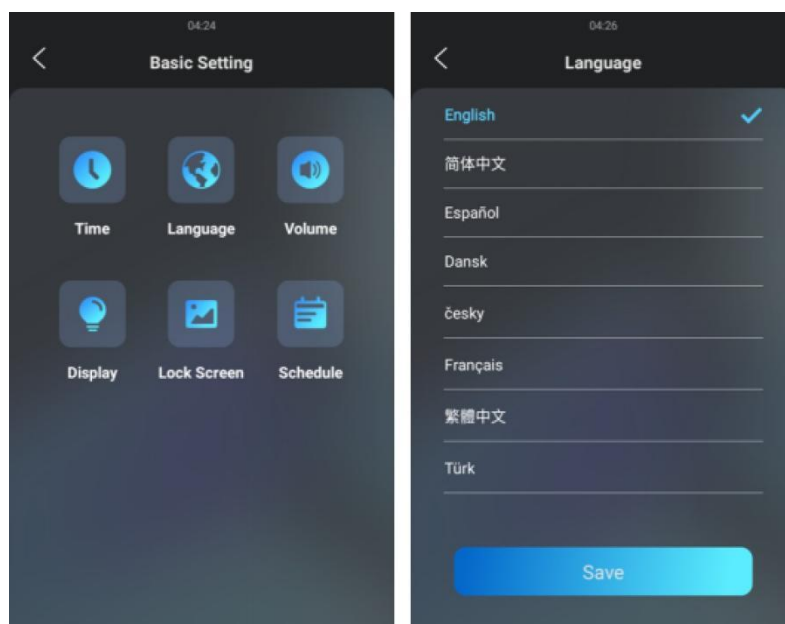 04:24
Basic Setting
Time Language Volume
Display Lock Screen Schedule
04:26
Language
English
简体中文
Español
Dansk
česky
Français
繁體中文
Türk
Save